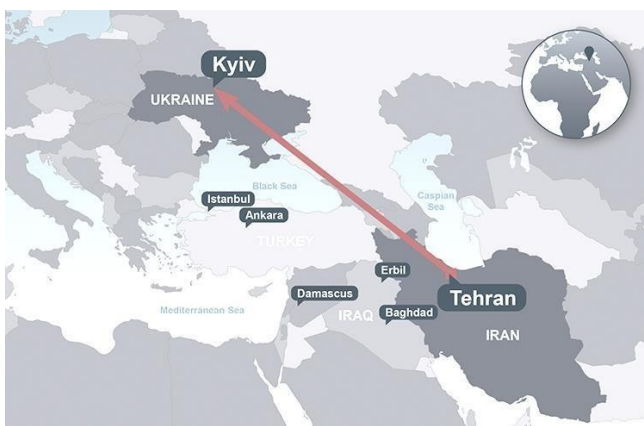 Kyiv
UKRAINE
Black Sea
Caspian
Sea
Istanbul
Ankara
TURKEY
Erbil
Damascus
Tehran
Mediterranean Sea
IRAQ
Baghdad
IRAN